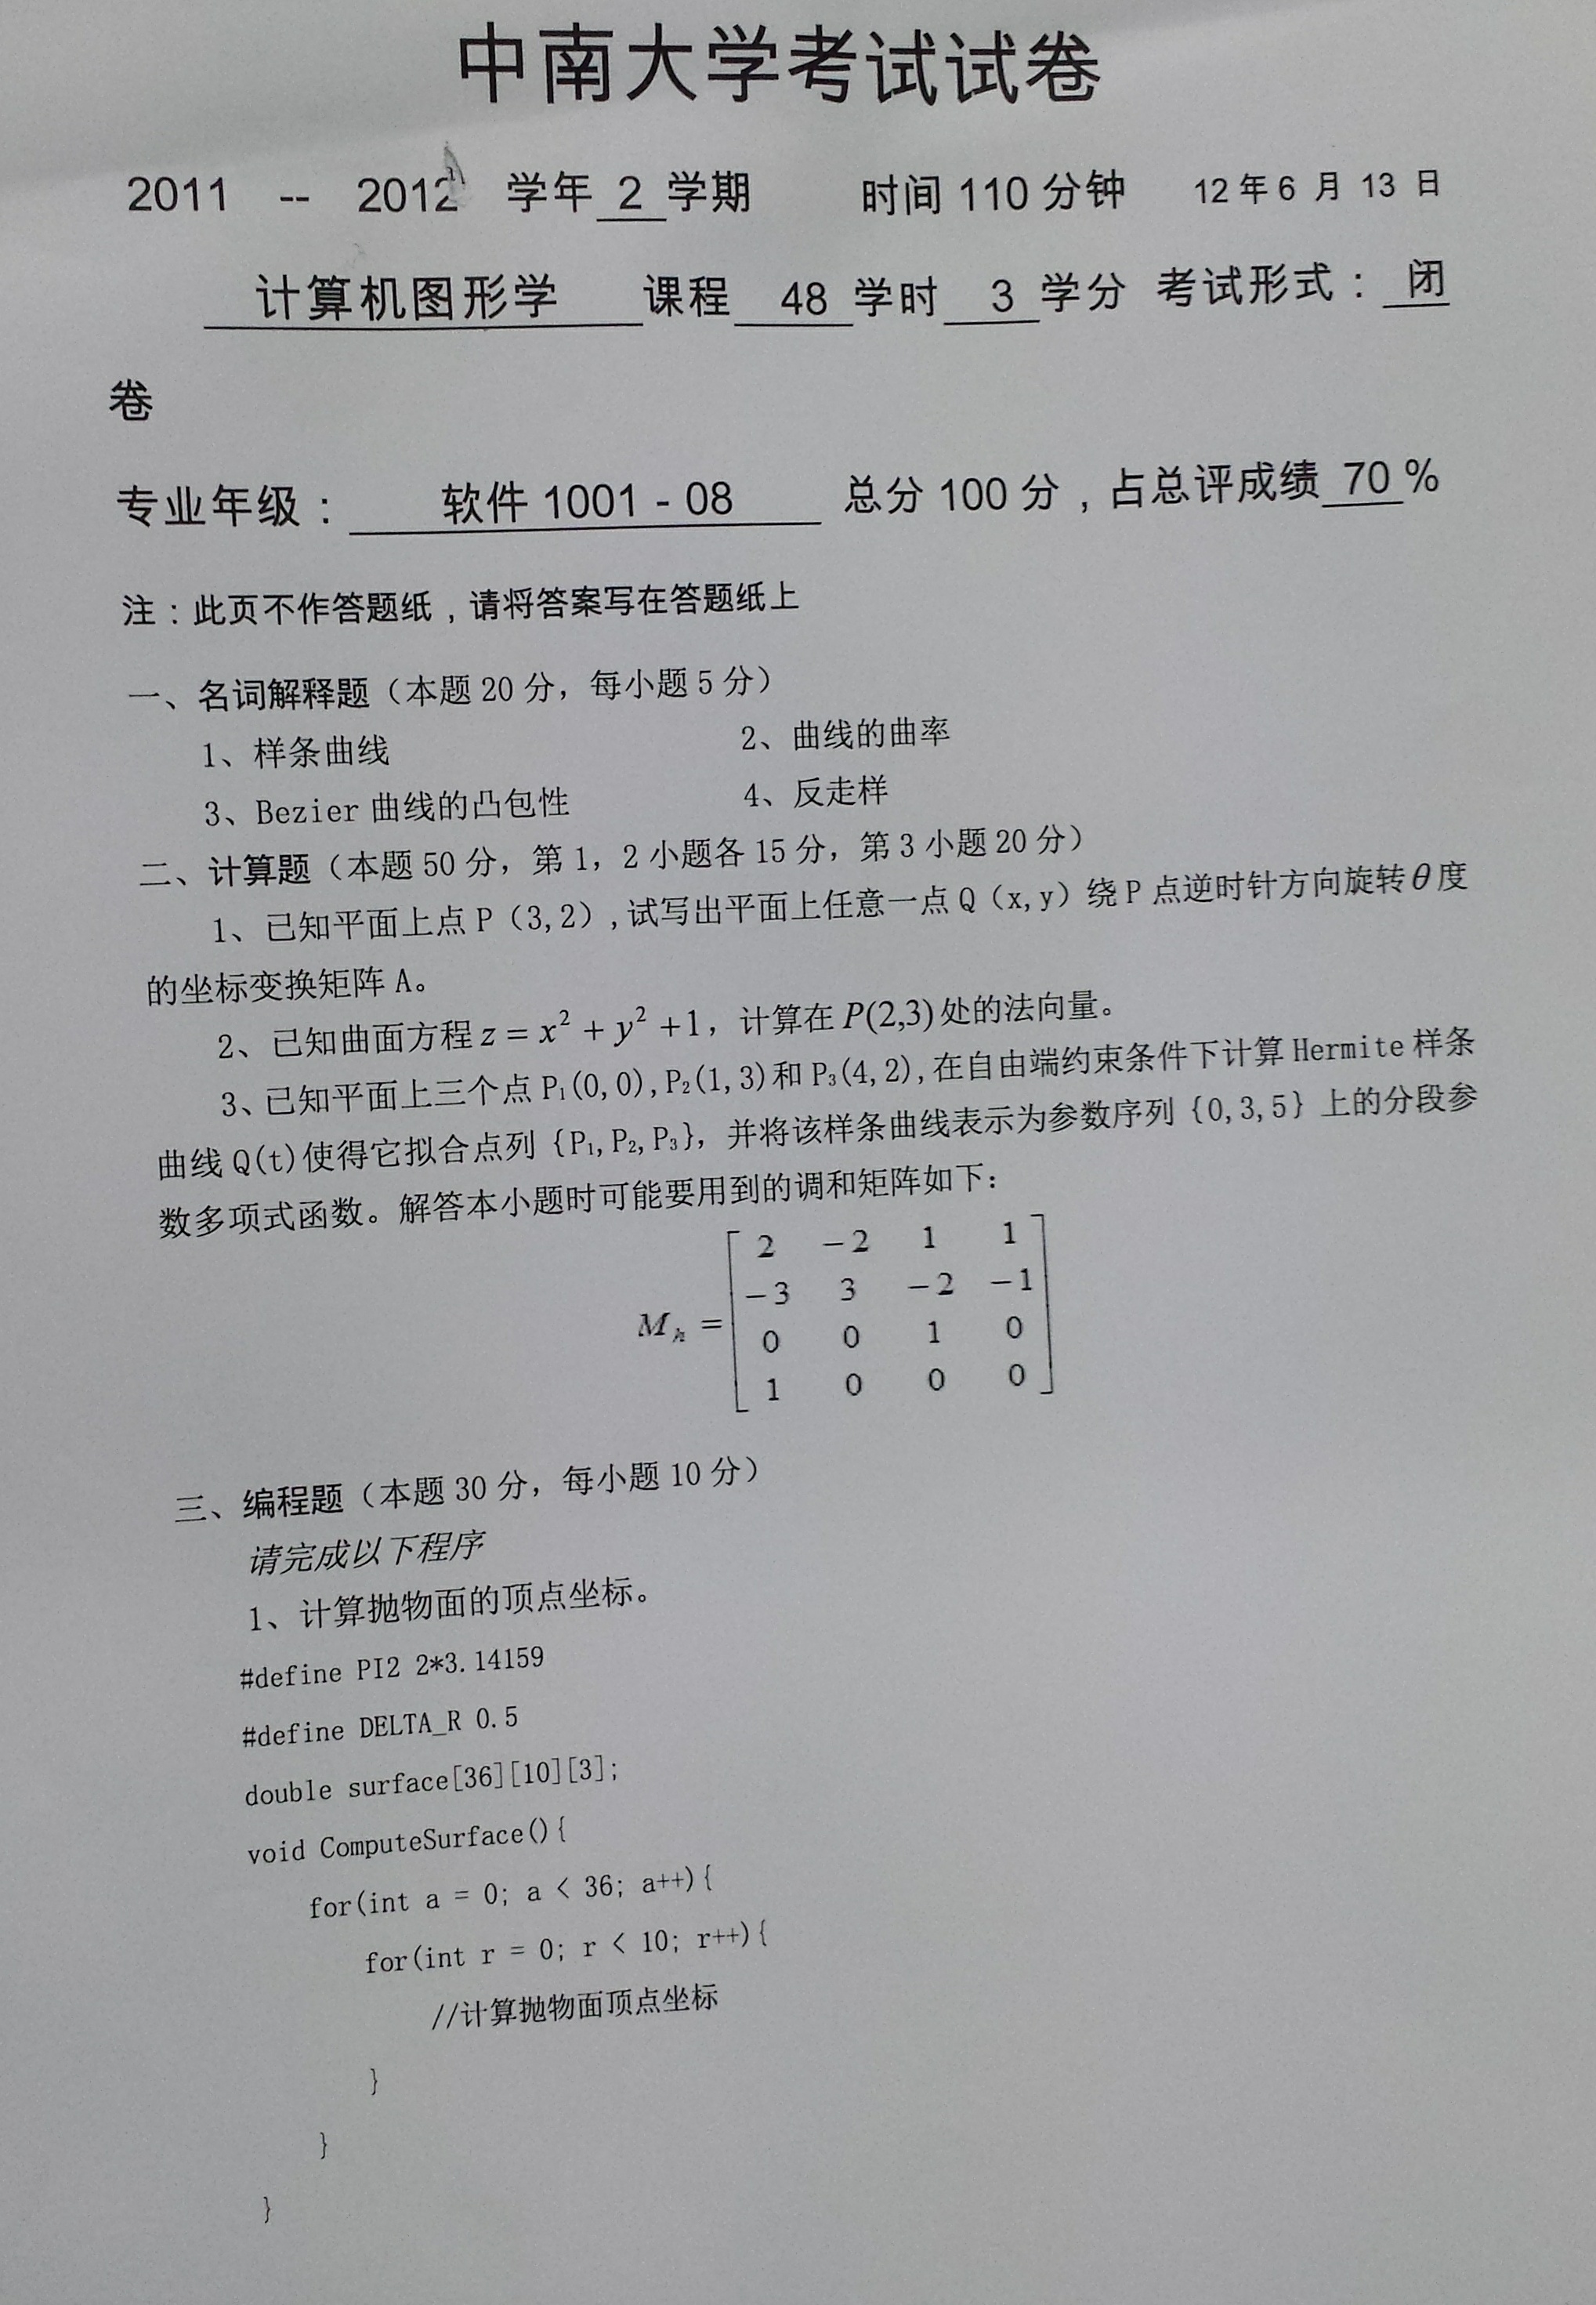 中南大学考试试卷
2011 -- 2012 学年 2 学期 时间 110 分钟 12 年 6 月 13 日
计算机图形学 课程 48 学时 3 学分 考试形式：闭
卷
专业年级： 软件 1001 - 08 总分 100 分，占总评成绩 70 %
注：此页不作答题纸，请将答案写在答题纸上
一、名词解释题（本题 20 分，每小题 5 分）
1、样条曲线 2、曲线的曲率
3、Bezier 曲线的凸包性 4、反走样
二、计算题（本题 50 分，第 1，2 小题各 15 分，第 3 小题 20 分）
1、已知平面上点 P（3,2）,试写出平面上任意一点 Q（x,y）绕 P 点逆时针方向旋转 θ 度
的坐标变换矩阵 A。
2、已知曲面方程 z = x² + y² +1，计算在 P(2,3) 处的法向量。
3、已知平面上三个点 P₁(0,0),P₂(1,3)和 P₃(4,2),在自由端约束条件下计算 Hermite 样条
曲线 Q(t)使得它拟合点列 {P₁,P₂,P₃}，并将该样条曲线表示为参数序列 {0,3,5} 上的分段参
数多项式函数。解答本小题时可能要用到的调和矩阵如下：
2 −2 1 1
−3 3 −2 −1
M_h =
0 0 1 0
1 0 0 0
三、编程题（本题 30 分，每小题 10 分）
请完成以下程序
1、计算抛物面的顶点坐标。
#define PI2 2*3.14159
#define DELTA_R 0.5
double surface[36][10][3];
void ComputeSurface(){
for(int a = 0; a < 36; a++){
for(int r = 0; r < 10; r++){
//计算抛物面顶点坐标
}
}
}